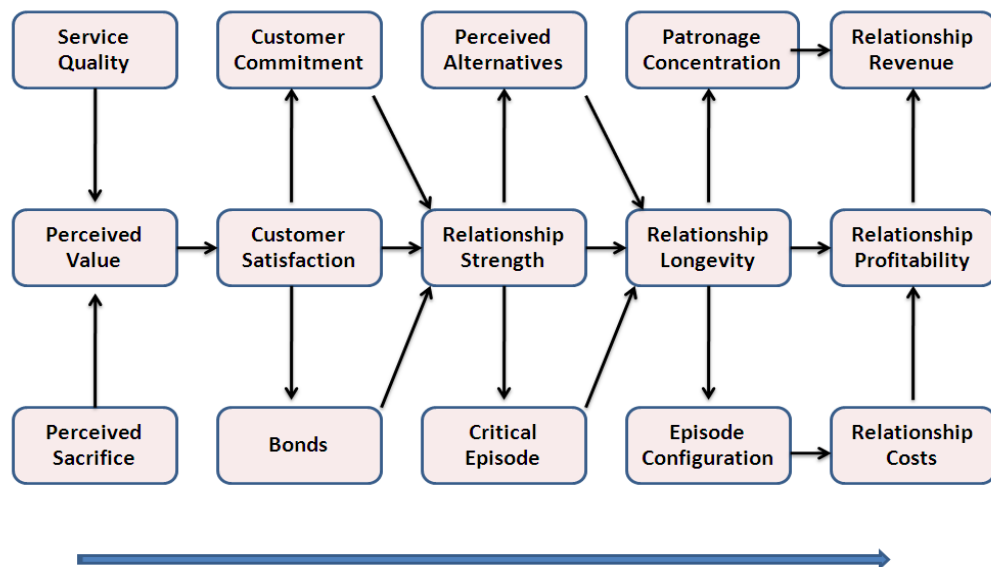 Service
Quality
Customer
Commitment
Perceived
Alternatives
Patronage
Concentration
Relationship
Revenue
Perceived
Value
Customer
Satisfaction
Relationship
Strength
Relationship
Longevity
Relationship
Profitability
Perceived
Sacrifice
Bonds
Critical
Episode
Episode
Configuration
Relationship
Costs